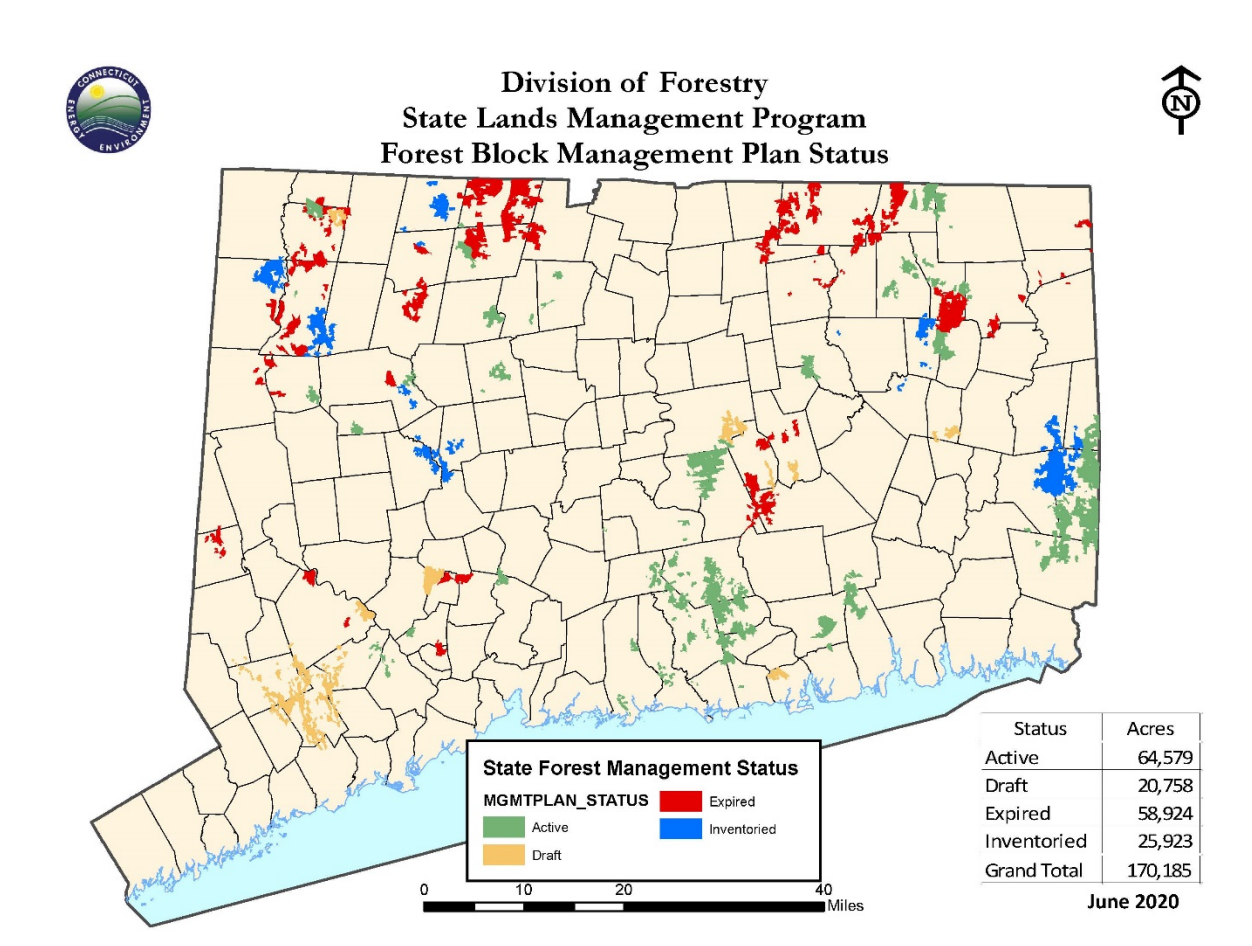 CONNECTICUT
ENERGY
ENVIRONMENT
Division of Forestry
State Lands Management Program
Forest Block Management Plan Status
N
State Forest Management Status
MGMTPLAN_STATUS
Active
Draft
Expired
Inventoried
0 10 20 40
Miles
Status Acres
Active 64,579
Draft 20,758
Expired 58,924
Inventoried 25,923
Grand Total 170,185
June 2020